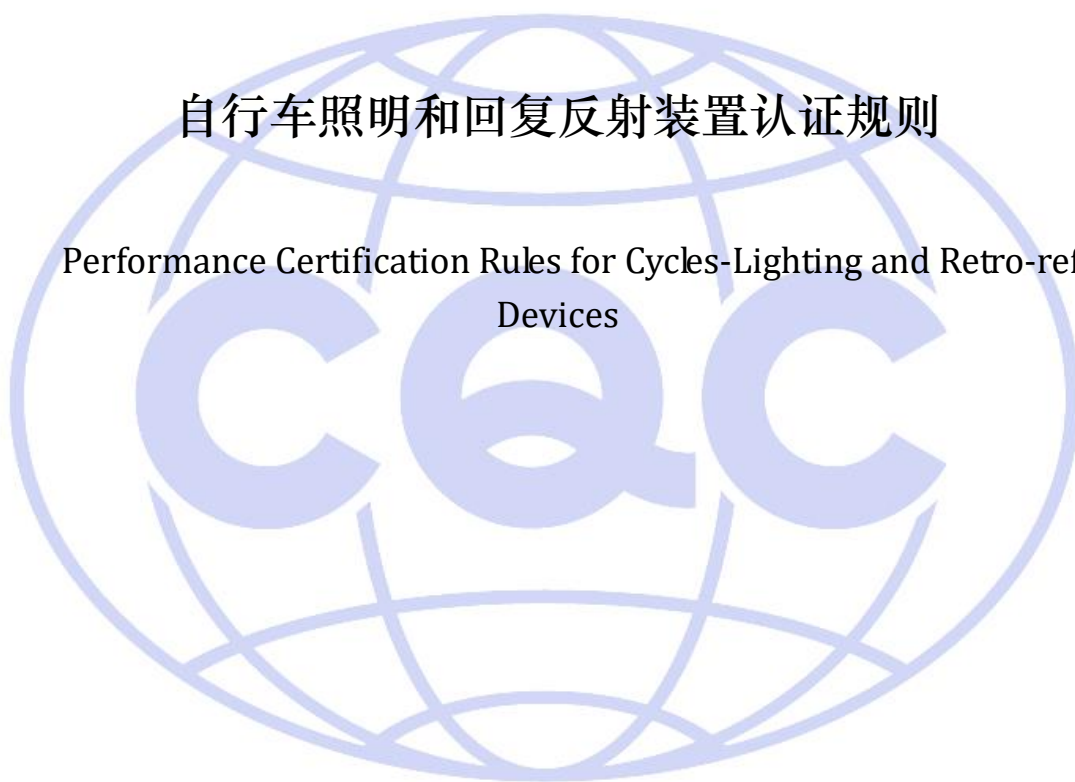 自行车照明和回复反射装置认证规则
Performance Certification Rules for Cycles-Lighting and Retro-ref
Devices
CQC